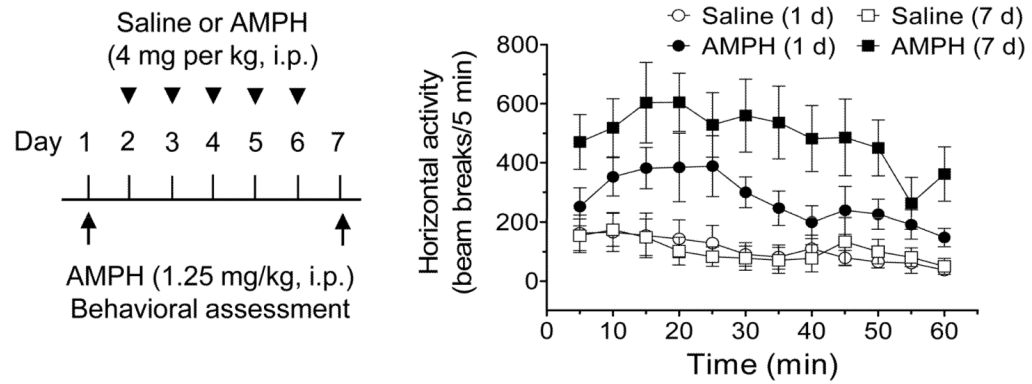 Saline or AMPH
(4 mg per kg, i.p.)
Day 1 2 3 4 5 6 7
AMPH (1.25 mg/kg, i.p.)
Behavioral assessment
Saline (1 d) Saline (7 d)
AMPH (1 d) AMPH (7 d)
Horizontal activity
(beam breaks/5 min)
800
600
400
200
0
0 10 20 30 40 50 60
Time (min)